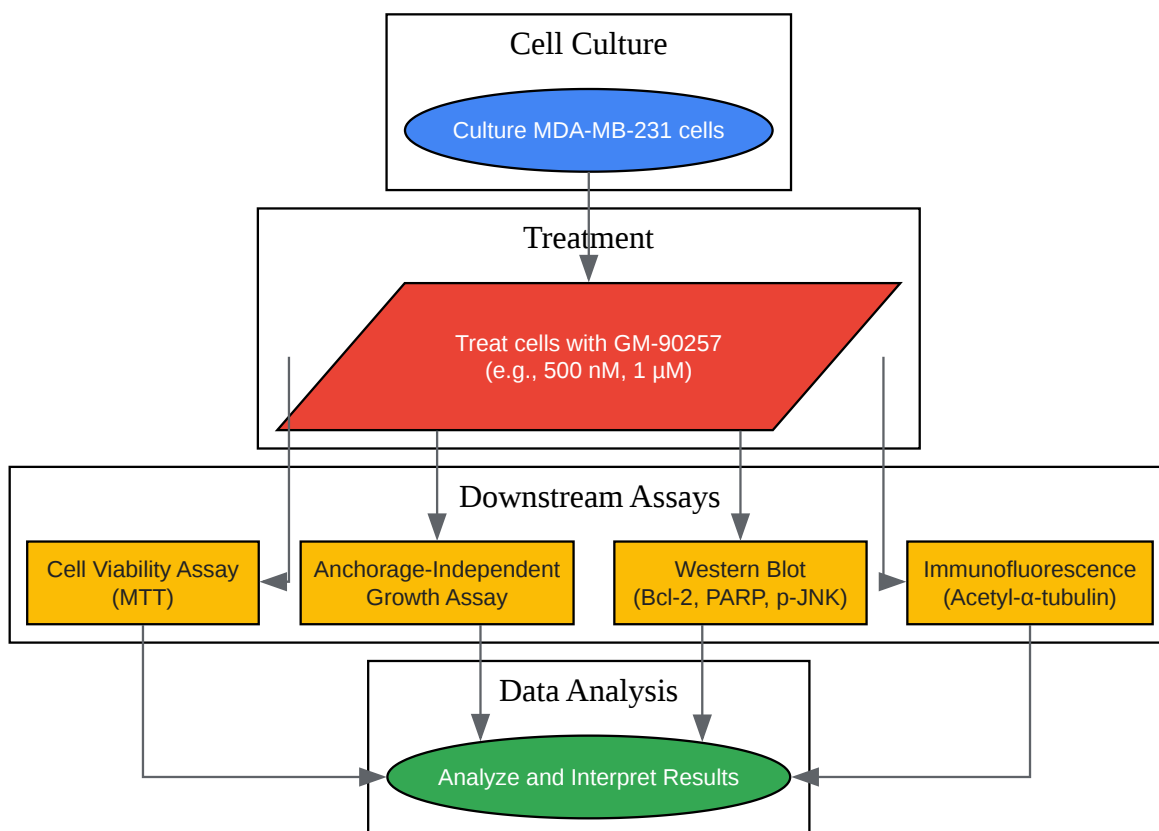 Cell Culture
Culture MDA-MB-231 cells
Treatment
Treat cells with GM-90257
(e.g., 500 nM, 1 µM)
Downstream Assays
Cell Viability Assay
(MTT)
Anchorage-Independent
Growth Assay
Western Blot
(Bcl-2, PARP, p-JNK)
Immunofluorescence
(Acetyl-α-tubulin)
Data Analysis
Analyze and Interpret Results